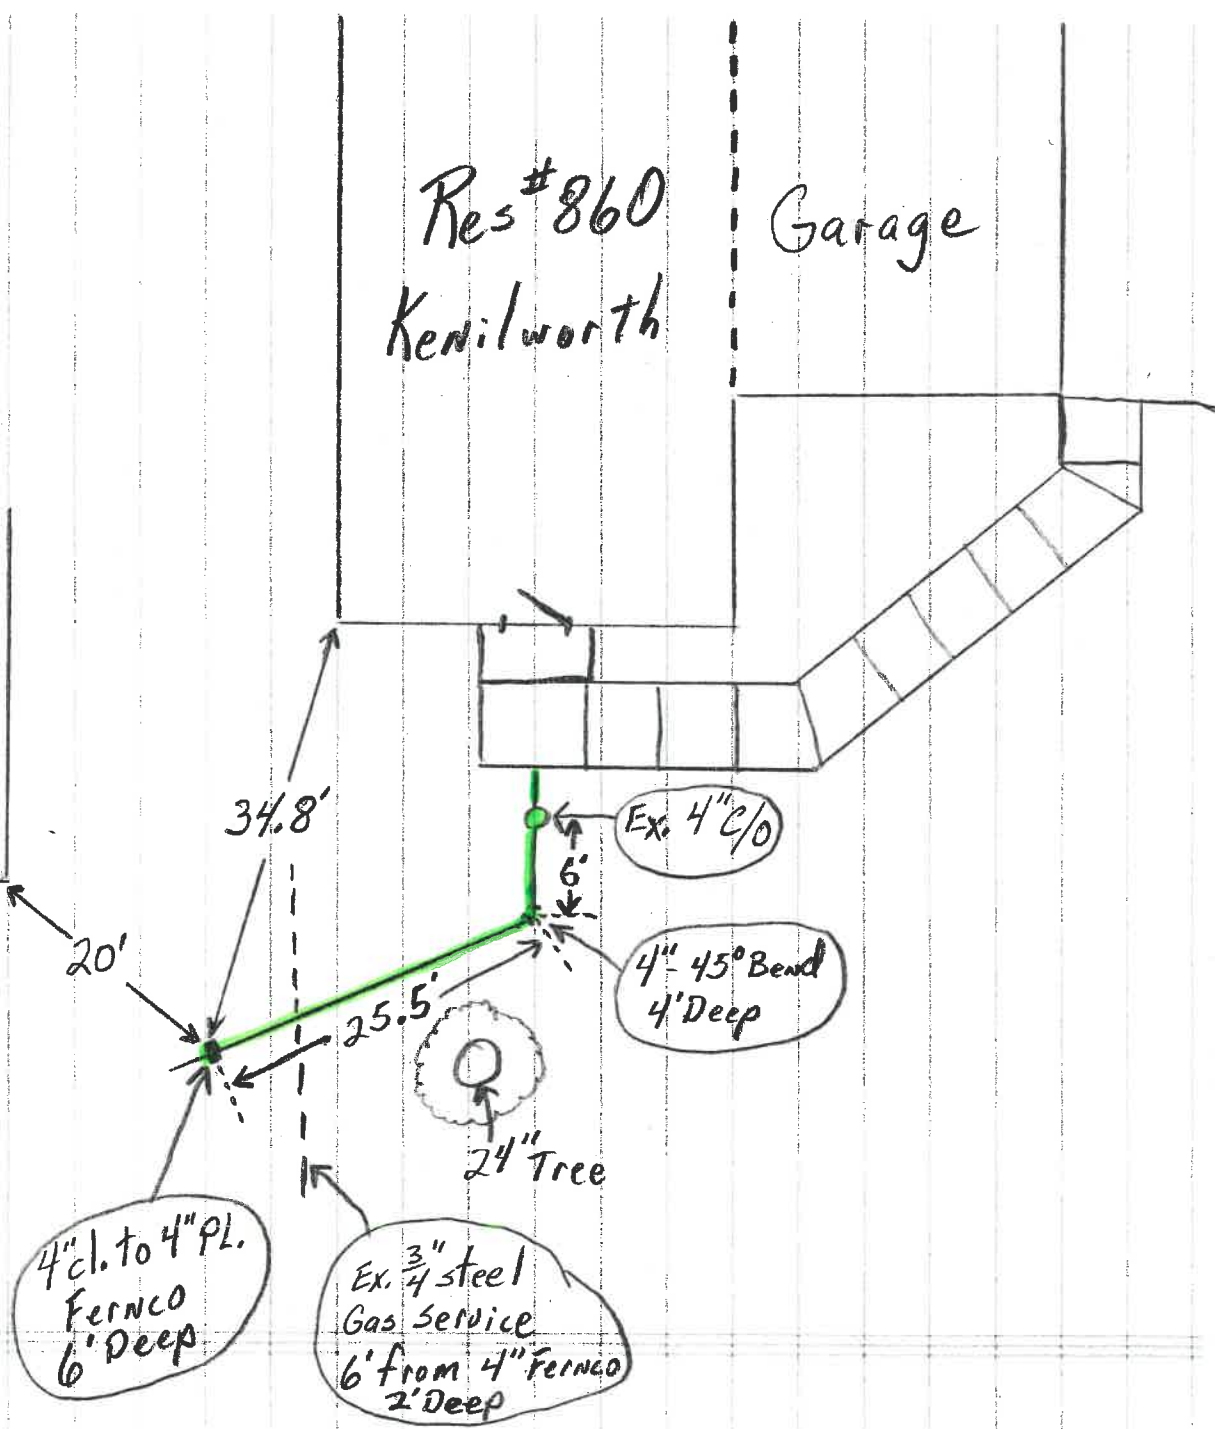 Res #860
Kenilworth
Garage
34.8'
Ex. 4" C/O
6'
20'
4"- 45° Bend
4' Deep
25.5'
24" Tree
4" cl. to 4" PL.
Fernco
6' Deep
Ex. 3/4" steel
Gas Service
6' from 4" Fernco
2' Deep